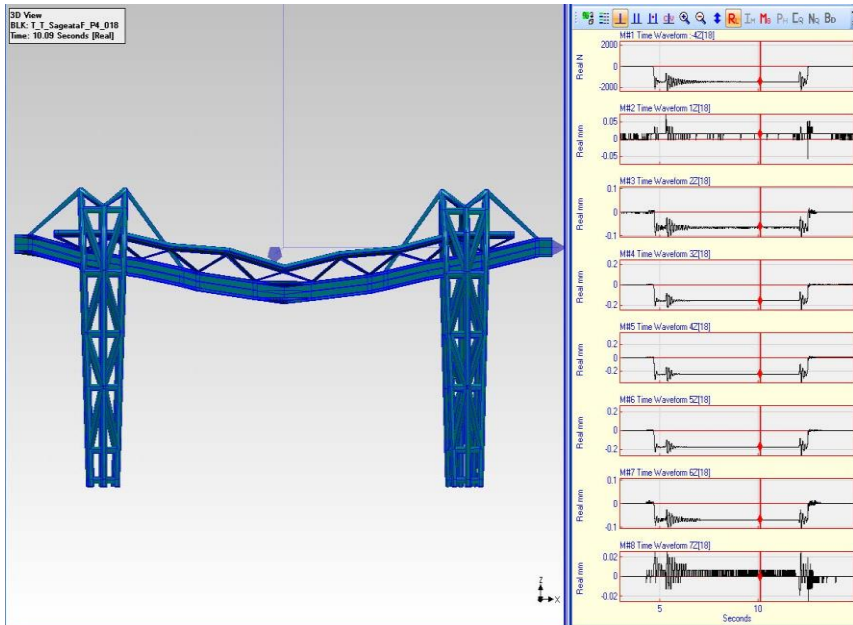 3D View
BLK: T_T_SageataF_P4_018
Time: 10.09 Seconds [Real]
Z
X
M#1 Time Waveform :-4Z[18]
Real N
2000
0
-2000
M#2 Time Waveform 1Z[18]
Real mm
0.05
0
-0.05
M#3 Time Waveform 2Z[18]
Real mm
0.1
0
-0.1
M#4 Time Waveform 3Z[18]
Real mm
0.2
0
-0.2
M#5 Time Waveform 4Z[18]
Real mm
0.2
0
-0.2
M#6 Time Waveform 5Z[18]
Real mm
0.2
0
-0.2
M#7 Time Waveform 6Z[18]
Real mm
0.1
0
-0.1
M#8 Time Waveform 7Z[18]
Real mm
0.02
0
-0.02
5
10
Seconds